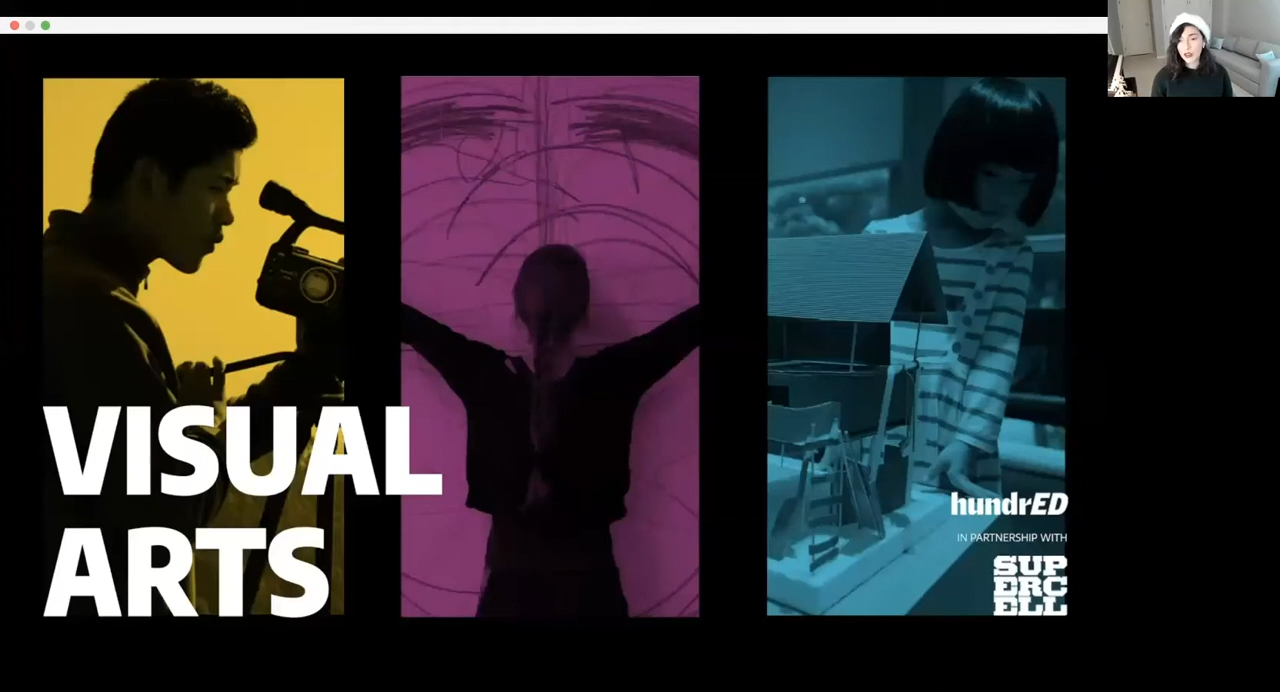 VISUAL
ARTS
hundrED
IN PARTNERSHIP WITH
SUP
ERC
ELL